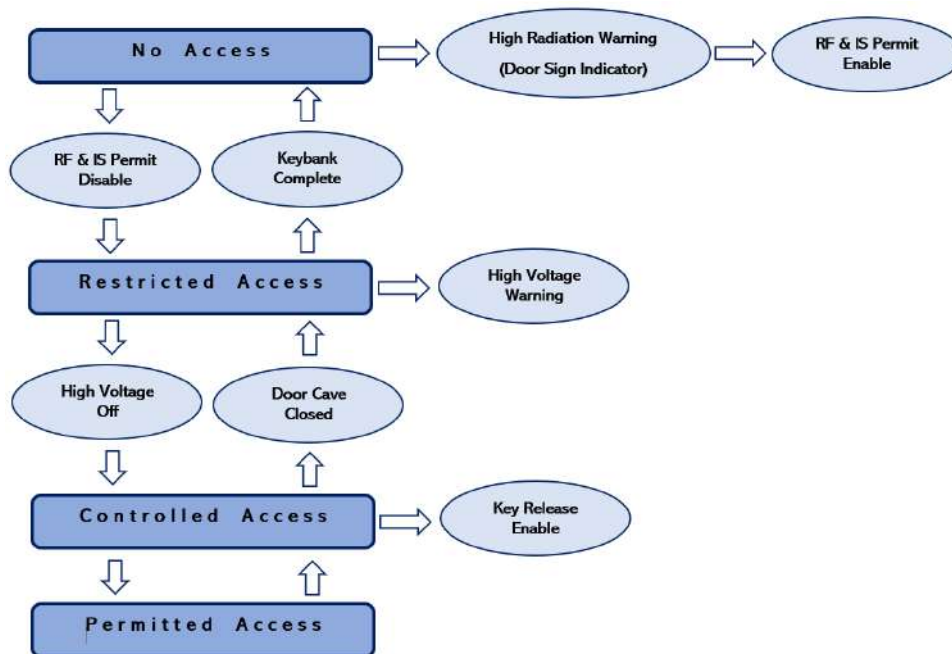 No Access
High Radiation Warning
(Door Sign Indicator)
RF & IS Permit
Enable
RF & IS Permit
Disable
Keybank
Complete
Restricted Access
High Voltage
Warning
High Voltage
Off
Door Cave
Closed
Controlled Access
Key Release
Enable
Permitted Access